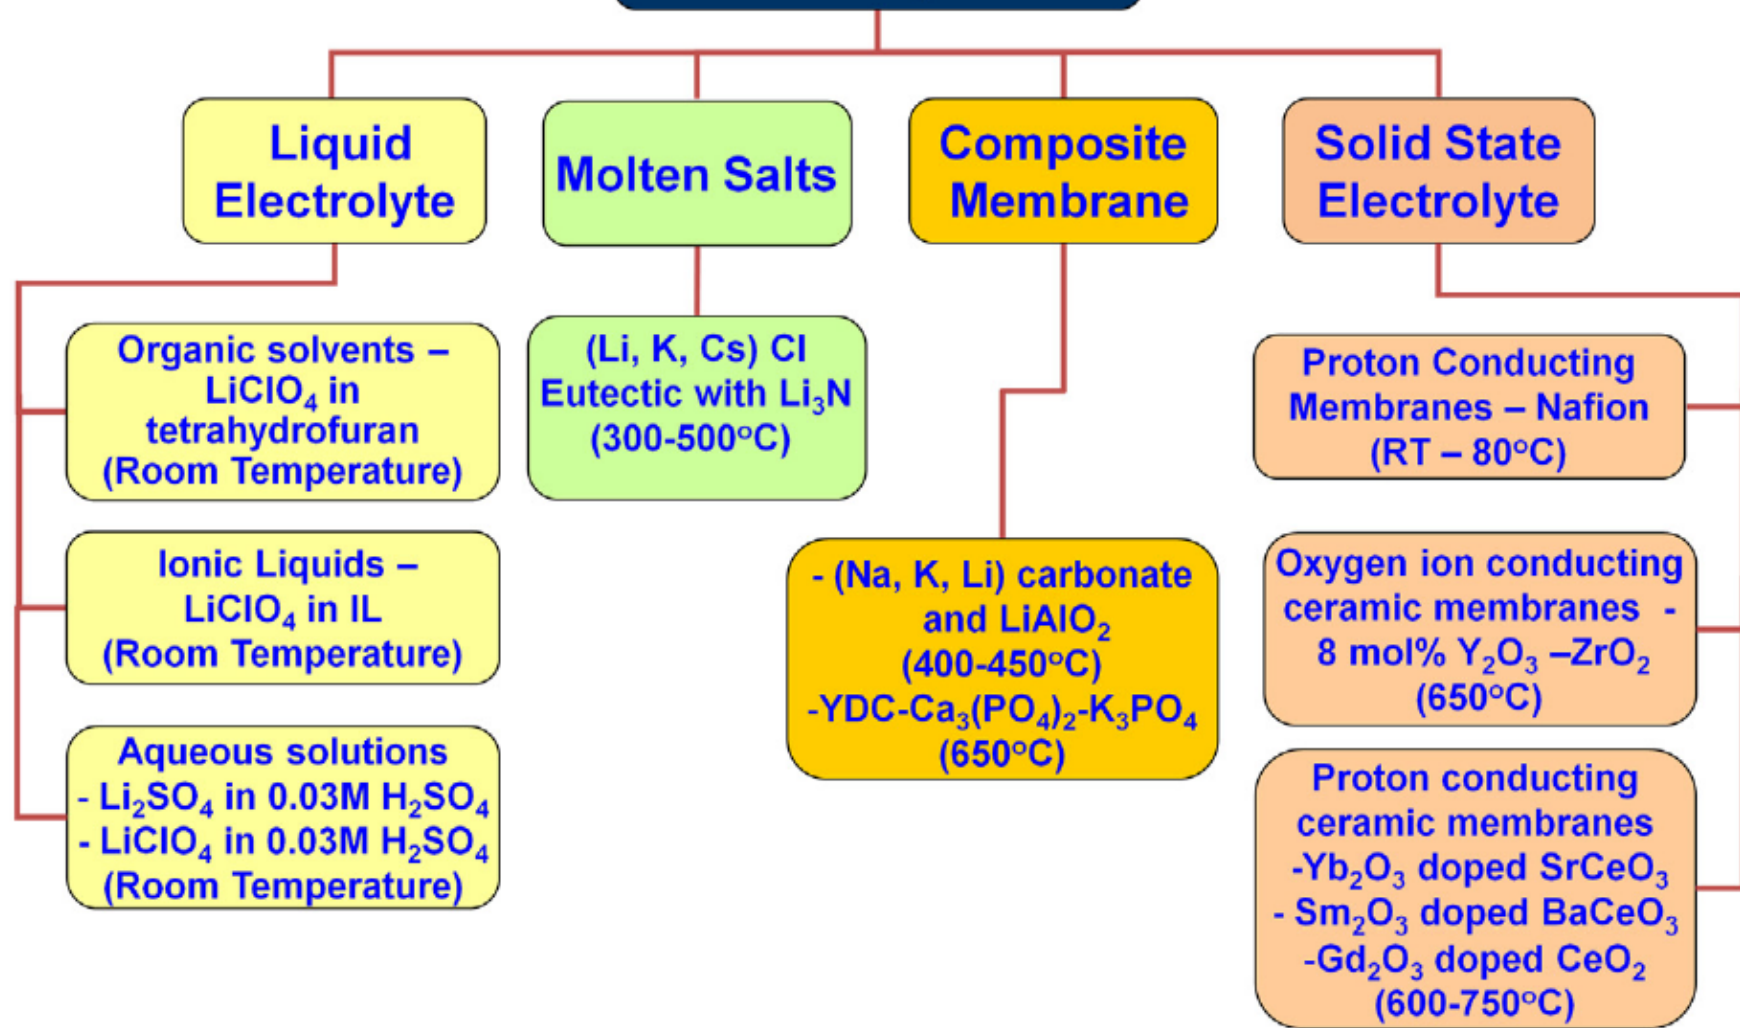 Liquid
Electrolyte
Molten Salts
Composite
Membrane
Solid State
Electrolyte
Organic solvents –
LiClO₄ in
tetrahydrofuran
(Room Temperature)
Ionic Liquids –
LiClO₄ in IL
(Room Temperature)
Aqueous solutions
- Li₂SO₄ in 0.03M H₂SO₄
- LiClO₄ in 0.03M H₂SO₄
(Room Temperature)
(Li, K, Cs) Cl
Eutectic with Li₃N
(300-500°C)
- (Na, K, Li) carbonate
and LiAlO₂
(400-450°C)
-YDC-Ca₃(PO₄)₂-K₃PO₄
(650°C)
Proton Conducting
Membranes – Nafion
(RT – 80°C)
Oxygen ion conducting
ceramic membranes -
8 mol% Y₂O₃ –ZrO₂
(650°C)
Proton conducting
ceramic membranes
-Yb₂O₃ doped SrCeO₃
- Sm₂O₃ doped BaCeO₃
-Gd₂O₃ doped CeO₂
(600-750°C)